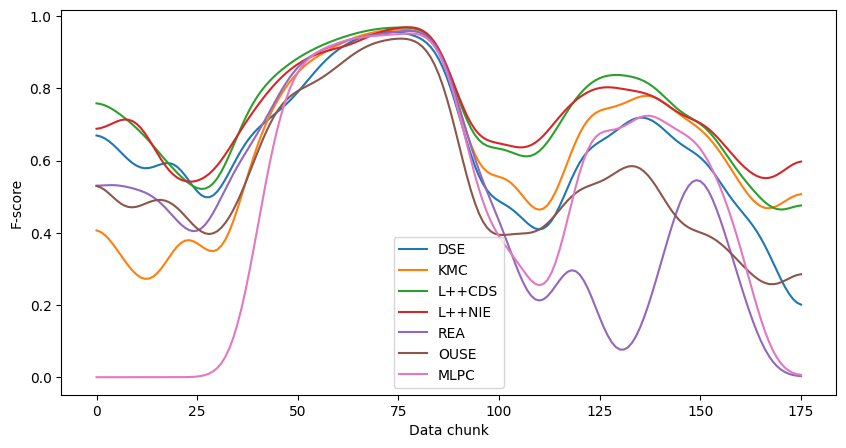 1.0
0.8
0.6
0.4
0.2
0.0
F-score
DSE
KMC
L++CDS
L++NIE
REA
OUSE
MLPC
0 25 50 75 100 125 150 175
Data chunk